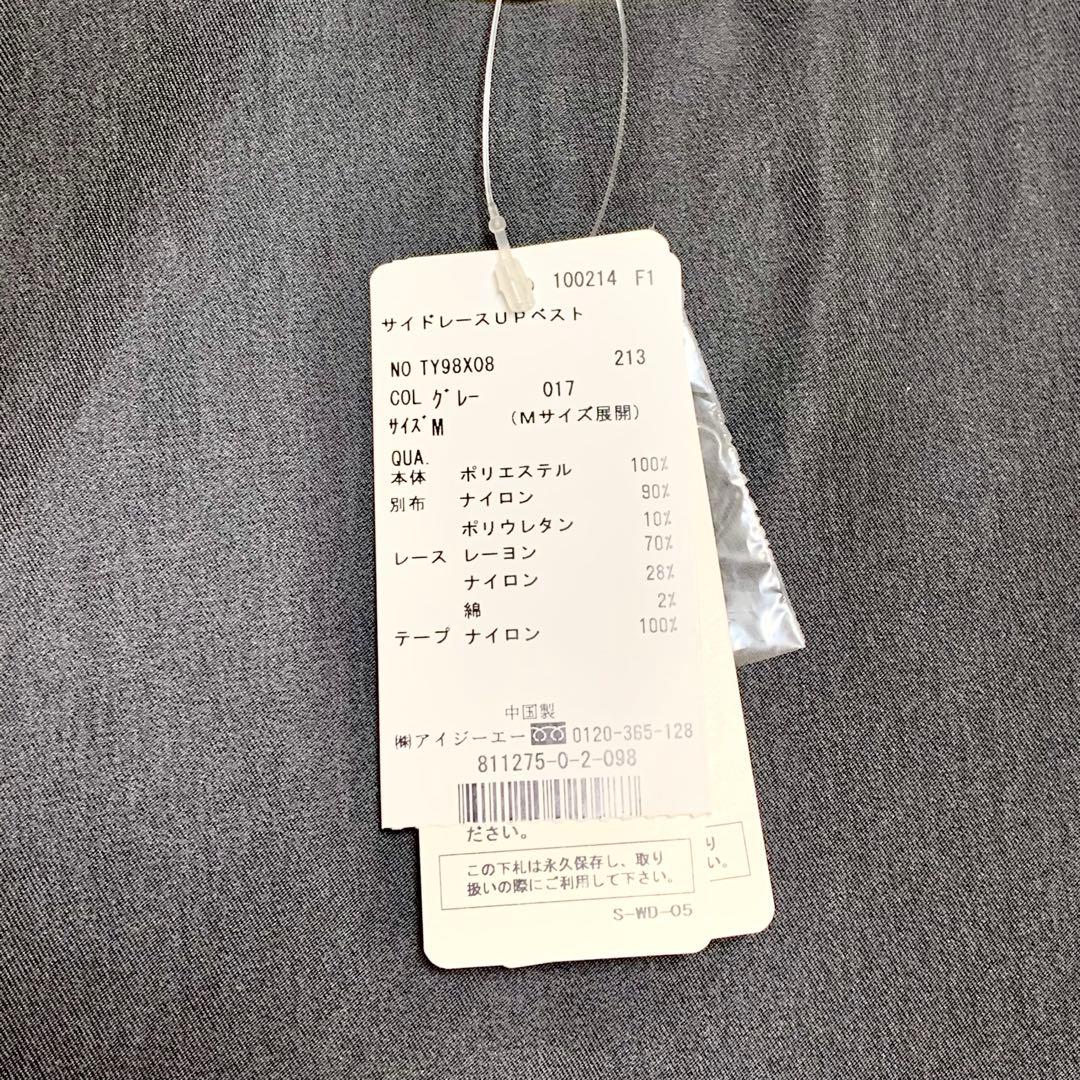 100214 F1
サイドレースUPベスト
NO TY98X08 213
COL グレー 017
サイズM (Mサイズ展開)
QUA.
本体 ポリエステル 100%
別布 ナイロン 90%
ポリウレタン 10%
レース レーヨン 70%
ナイロン 28%
綿 2%
テープ ナイロン 100%
中国製
㈱アイジーエー 0120-365-128
811275-0-2-098
ださい。
この下札は永久保存し、取り
扱いの際にご利用して下さい。
S-WD-05
り
い。